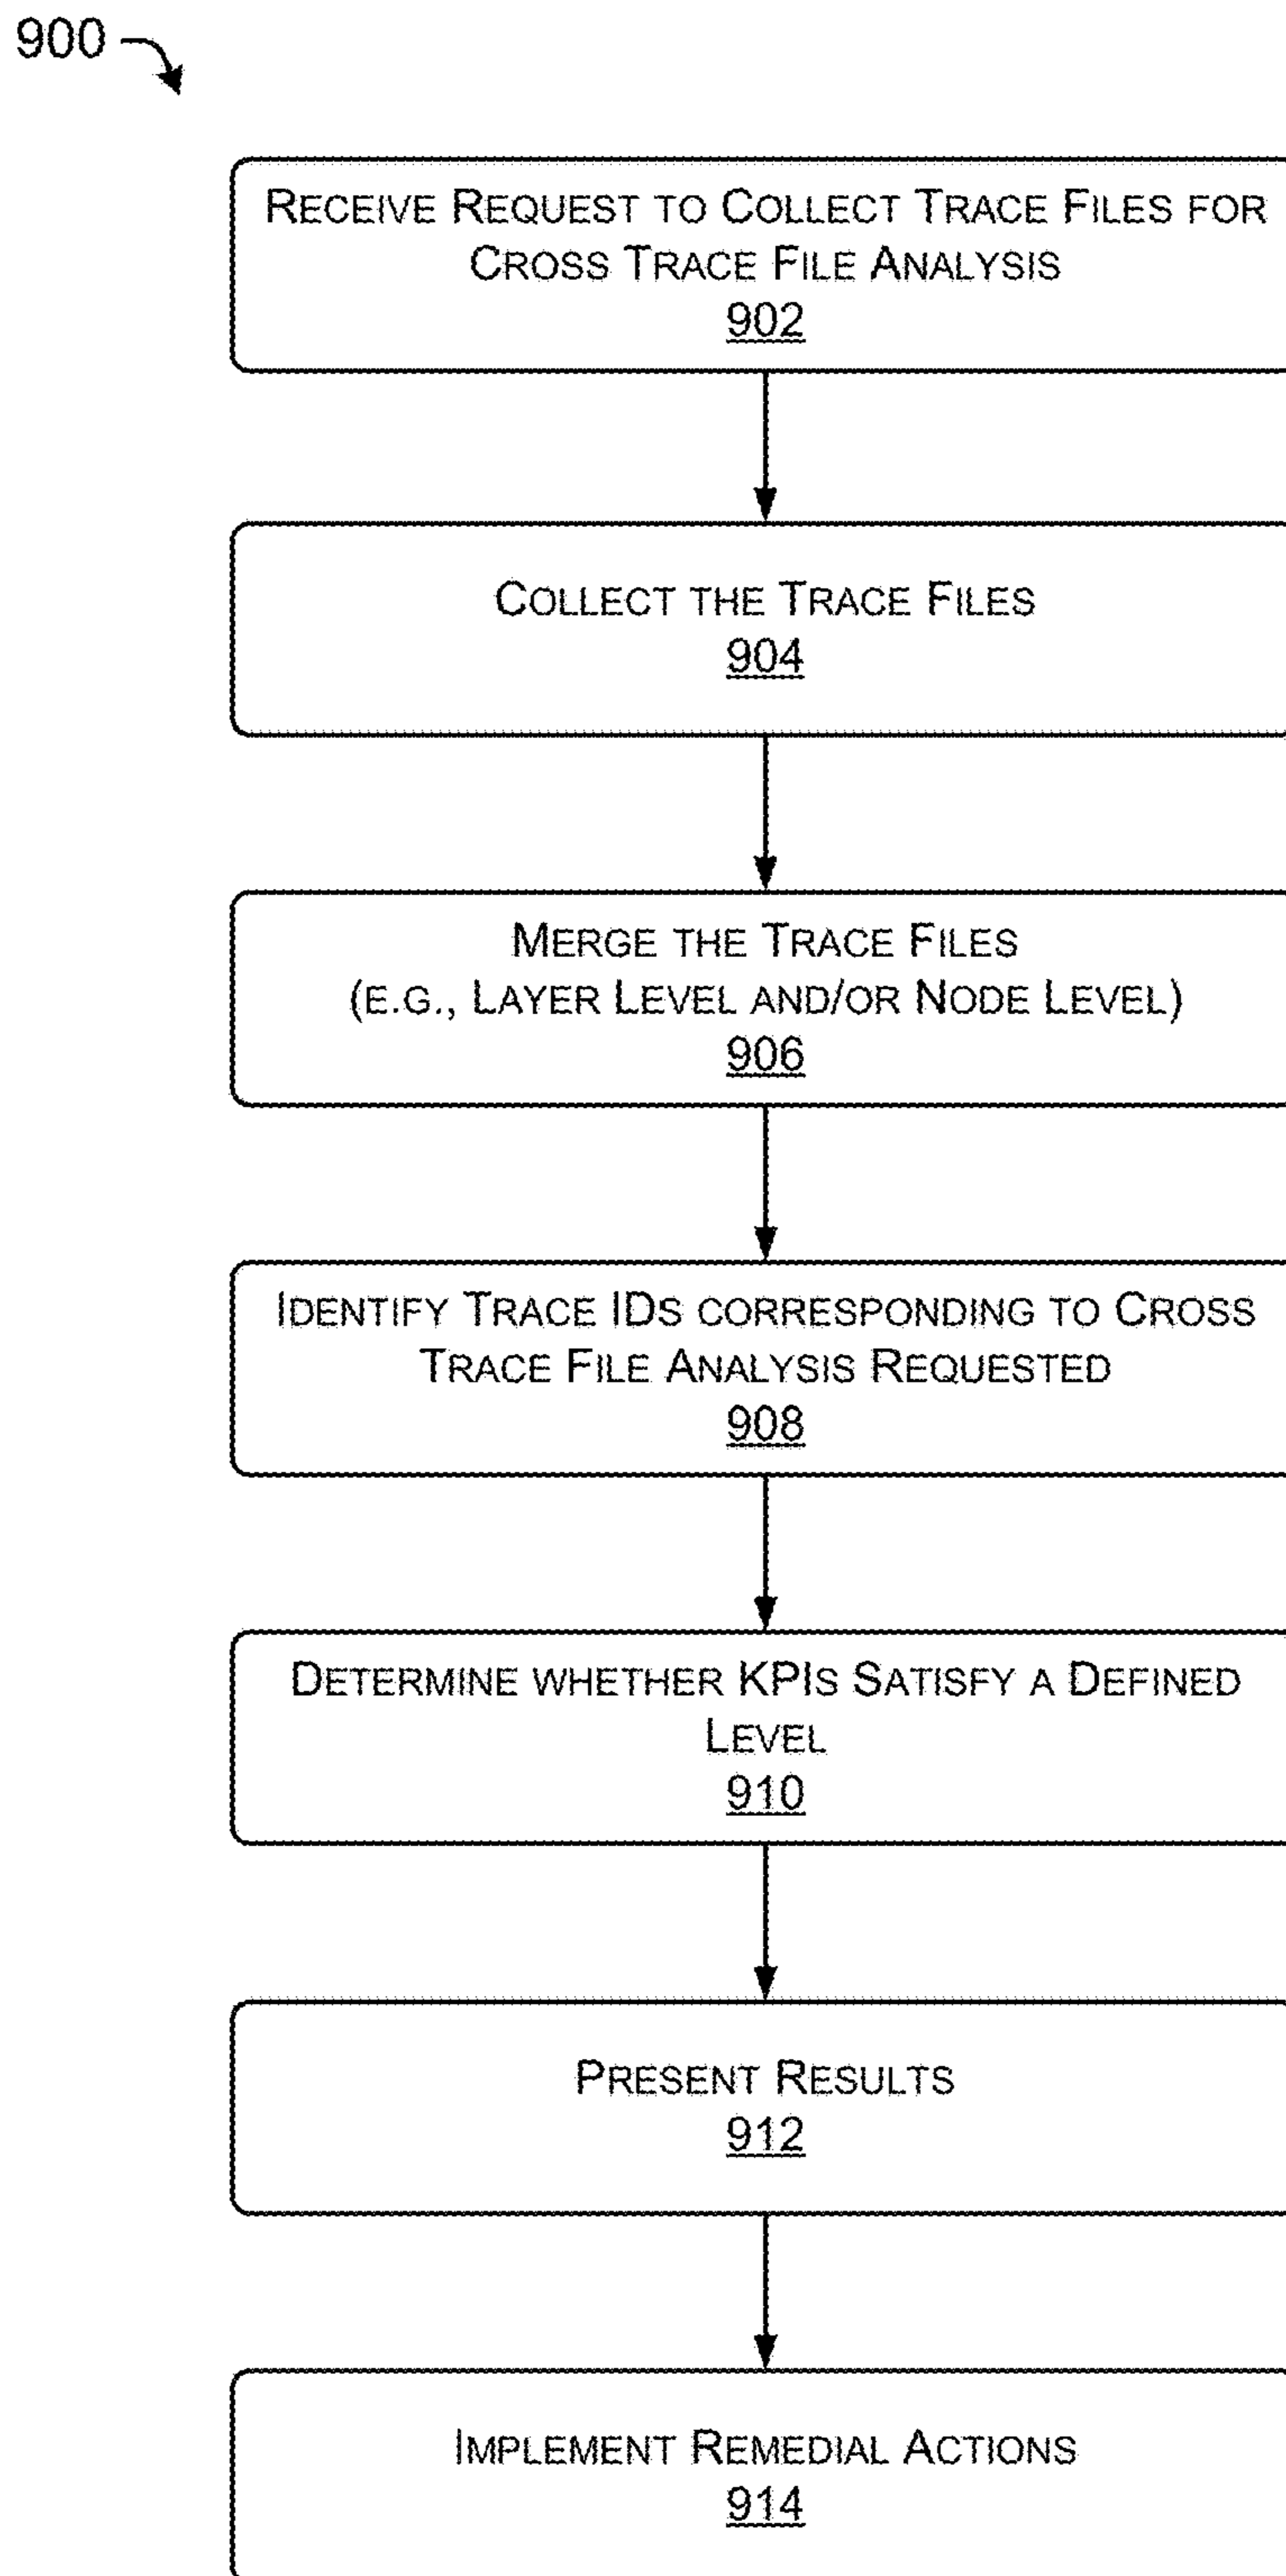 900
RECEIVE REQUEST TO COLLECT TRACE FILES FOR
CROSS TRACE FILE ANALYSIS
902
COLLECT THE TRACE FILES
904
MERGE THE TRACE FILES
(E.G., LAYER LEVEL AND/OR NODE LEVEL)
906
IDENTIFY TRACE IDS CORRESPONDING TO CROSS
TRACE FILE ANALYSIS REQUESTED
908
DETERMINE WHETHER KPIS SATISFY A DEFINED
LEVEL
910
PRESENT RESULTS
912
IMPLEMENT REMEDIAL ACTIONS
914